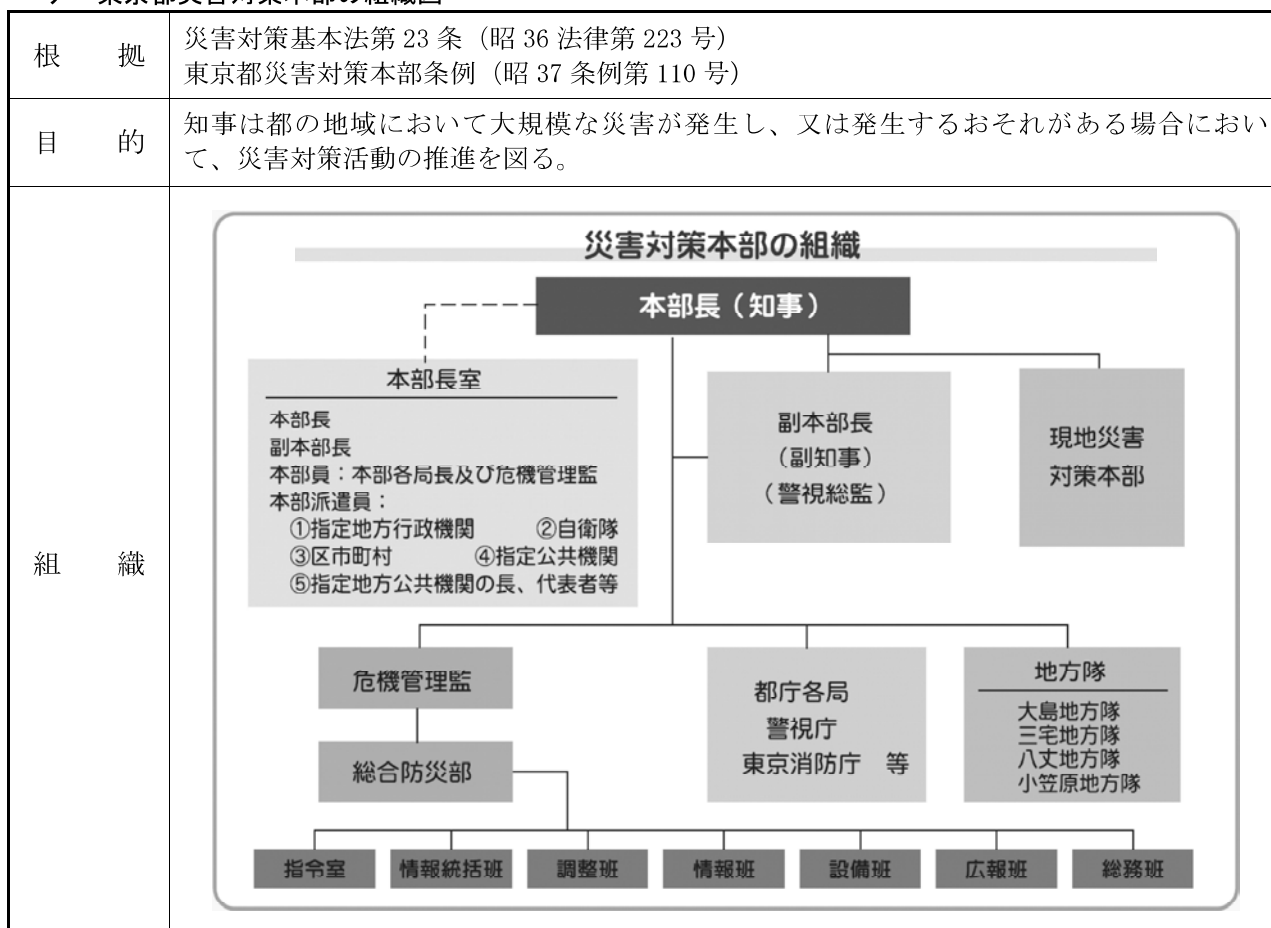 東京都災害対策本部の組織図
根 拠
災害対策基本法第 23 条（昭 36 法律第 223 号）
東京都災害対策本部条例（昭 37 条例第 110 号）
目 的
知事は都の地域において大規模な災害が発生し、又は発生するおそれがある場合におい
て、災害対策活動の推進を図る。
組 織
災害対策本部の組織
本部長（知事）
本部長室
本部長
副本部長
本部員：本部各局長及び危機管理監
本部派遣員：
①指定地方行政機関 ②自衛隊
③区市町村 ④指定公共機関
⑤指定地方公共機関の長、代表者等
副本部長
（副知事）
（警視総監）
現地災害
対策本部
危機管理監
総合防災部
都庁各局
警視庁
東京消防庁 等
地方隊
大島地方隊
三宅地方隊
八丈地方隊
小笠原地方隊
指令室 情報統括班 調整班 情報班 設備班 広報班 総務班